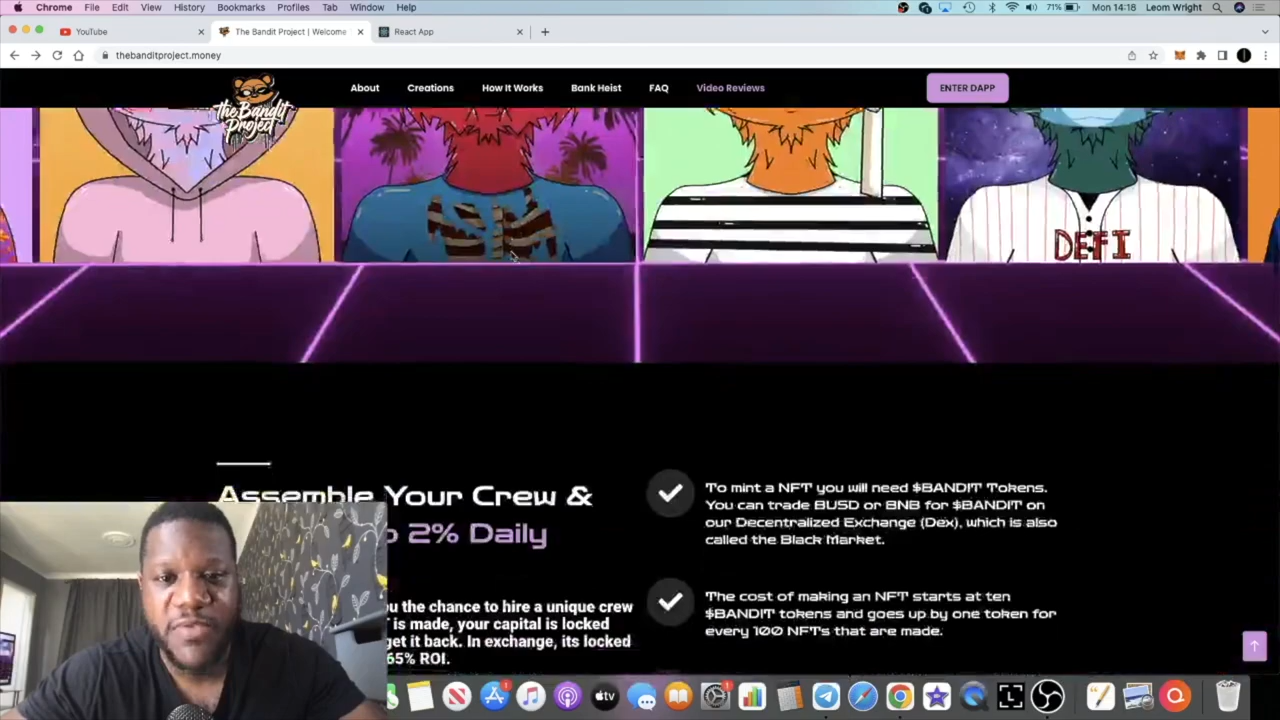 Chrome File Edit View History Bookmarks Profiles Tab Window Help 71% Mon 14:18 Leom Wright
YouTube The Bandit Project | Welcome React App
thebanditproject.money
the Bandit Project
About Creations How It Works Bank Heist FAQ Video Reviews ENTER DAPP
DEFI
Assemble Your Crew &
2% Daily
the chance to hire a unique crew
is made, your capital is locked
get it back. In exchange, its locked
65% ROI.
To mint a NFT you will need $BANDIT Tokens.
You can trade BUSD or BNB for $BANDIT on
our Decentralized Exchange (Dex), which is also
called the Black Market.
The cost of making an NFT starts at ten
$BANDIT tokens and goes up by one token for
every 100 NFTs that are made.
tv